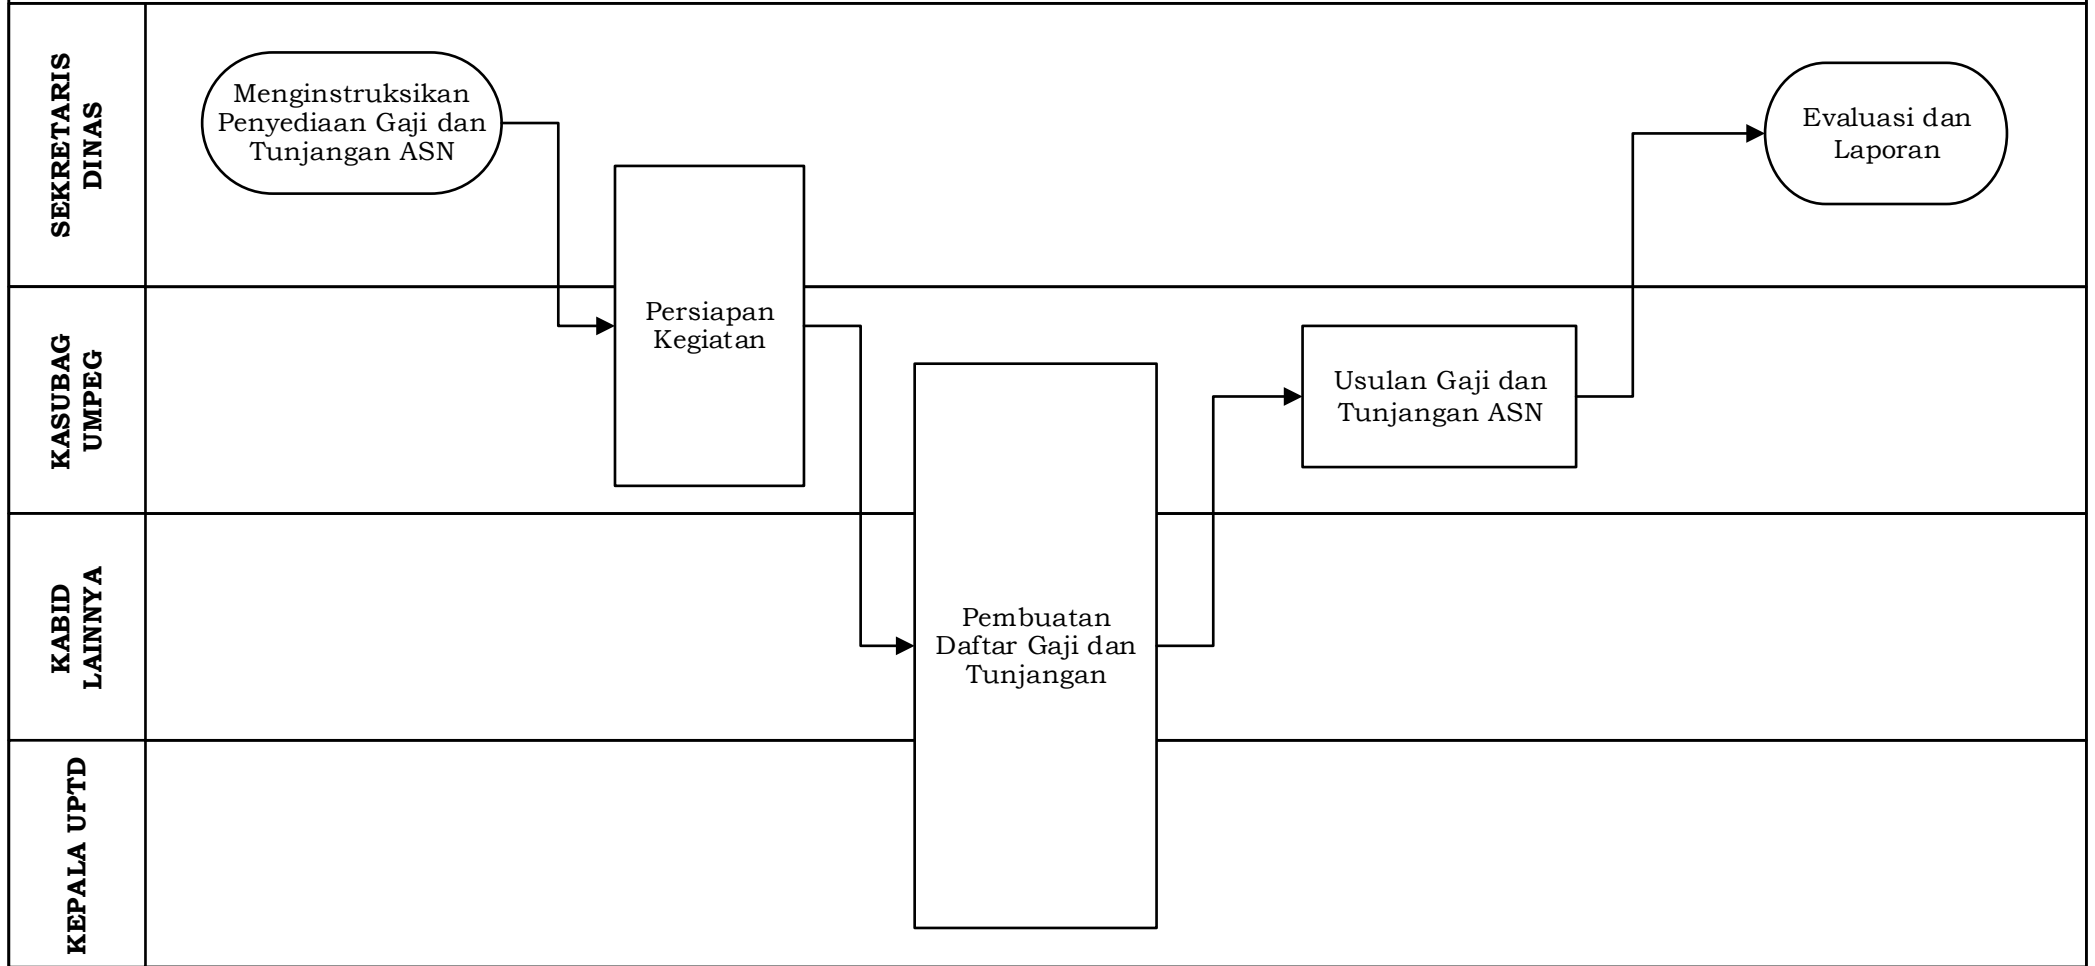 SEKRETARIS
DINAS
Menginstruksikan
Penyediaan Gaji dan
Tunjangan ASN
Evaluasi dan
Laporan
KASUBAG
UMPEG
Persiapan
Kegiatan
Usulan Gaji dan
Tunjangan ASN
KABID
LAINNYA
Pembuatan
Daftar Gaji dan
Tunjangan
KEPALA UPTD